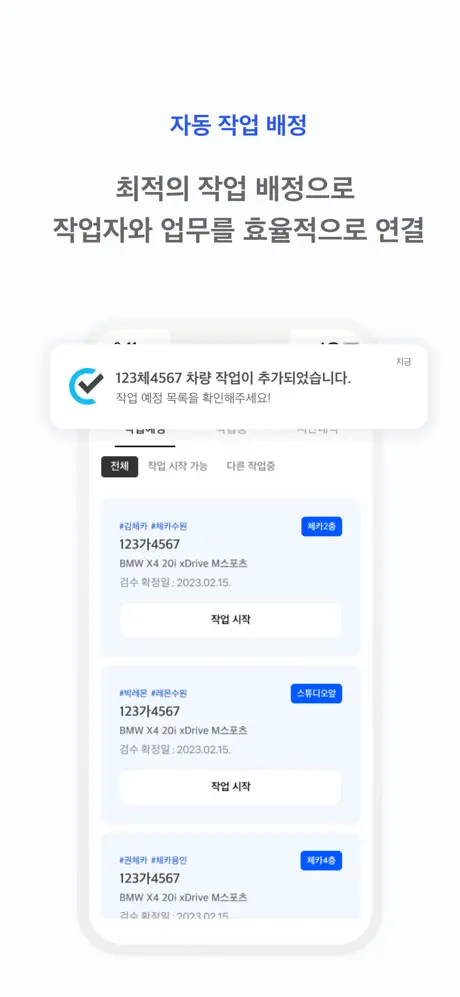 자동 작업 배정
최적의 작업 배정으로
작업자와 업무를 효율적으로 연결
지금
123체4567 차량 작업이 추가되었습니다.
작업 예정 목록을 확인해주세요!
작업예정
전체 작업 시작 가능 다른 작업중
#김체카 #체카수원 체카2층
123가4567
BMW X4 20i xDrive M스포츠
검수 확정일 : 2023.02.15.
작업 시작
#박레몬 #레몬수원 스튜디오앞
123가4567
BMW X4 20i xDrive M스포츠
검수 확정일 : 2023.02.15.
작업 시작
#권체카 #체카용인 체카4층
123가4567
BMW X4 20i xDrive M스포츠
검수 확정일 : 2023.02.15.